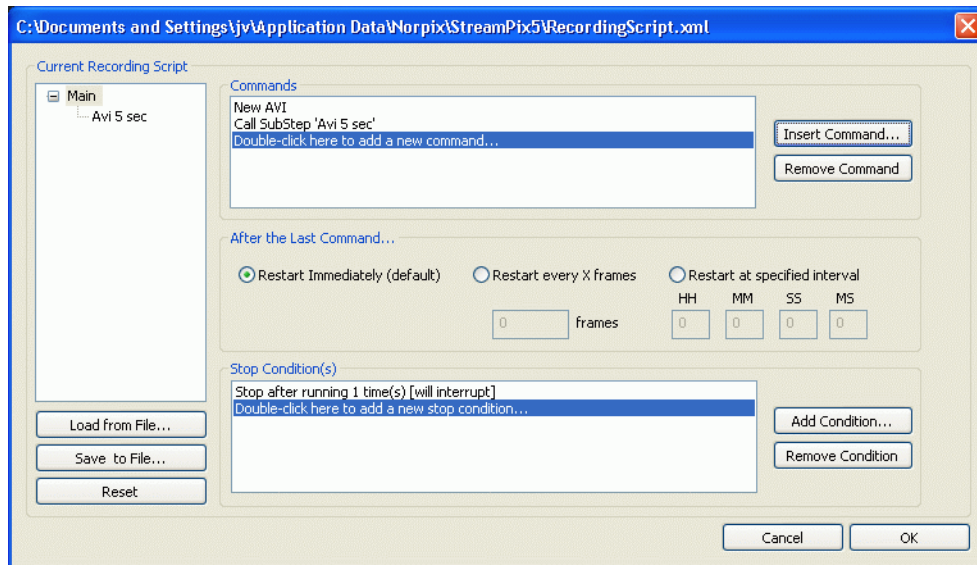 C:\Documents and Settings\jv\Application Data\Norpix\StreamPix5\RecordingScript.xml
Current Recording Script
Main
Avi 5 sec
Commands
New AVI
Call SubStep 'Avi 5 sec'
Double-click here to add a new command...
Insert Command...
Remove Command
After the Last Command...
Restart Immediately (default)
Restart every X frames
Restart at specified interval
HH MM SS MS
0 frames 0 0 0 0
Stop Condition(s)
Stop after running 1 time(s) [will interrupt]
Double-click here to add a new stop condition...
Add Condition...
Remove Condition
Load from File...
Save to File...
Reset
Cancel
OK